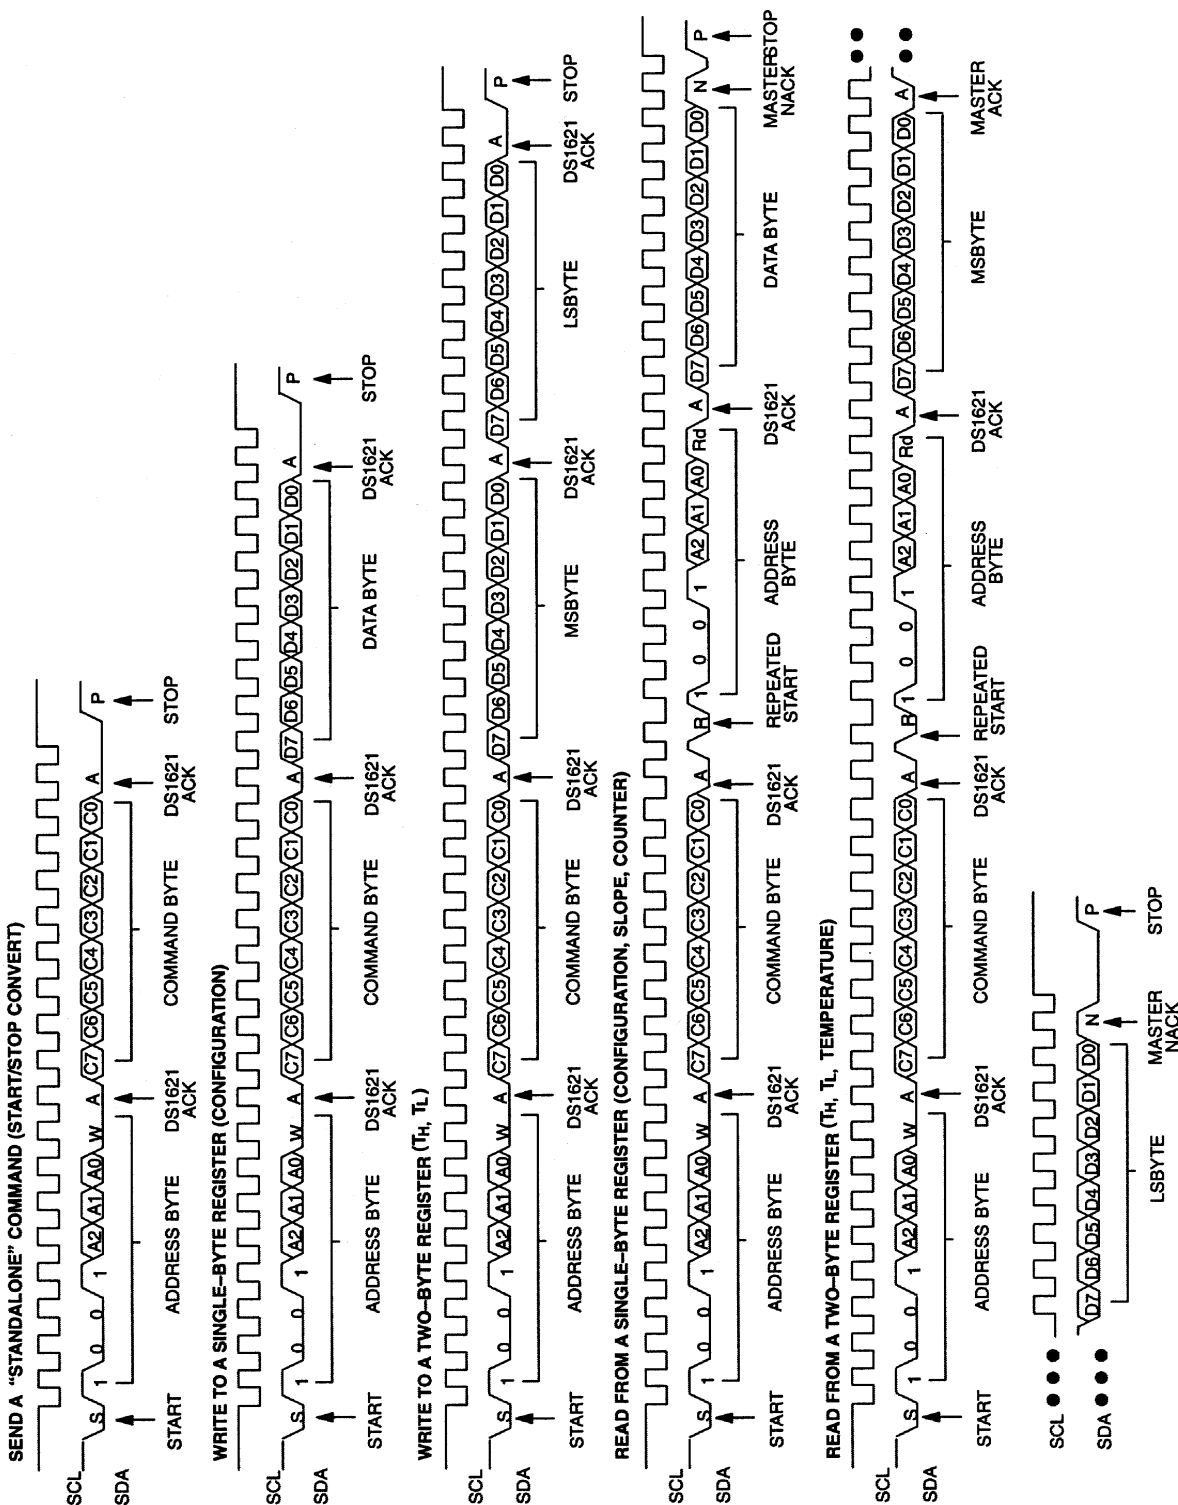 SEND A “STANDALONE” COMMAND (START/STOP CONVERT)
SCL
SDA
S 1 0 0 1 A2 A1 A0 W A C7 C6 C5 C4 C3 C2 C1 C0 A P
START ADDRESS BYTE DS1621 ACK COMMAND BYTE DS1621 ACK STOP
WRITE TO A SINGLE–BYTE REGISTER (CONFIGURATION)
SCL
SDA
S 1 0 0 1 A2 A1 A0 W A C7 C6 C5 C4 C3 C2 C1 C0 A D7 D6 D5 D4 D3 D2 D1 D0 A P
START ADDRESS BYTE DS1621 ACK COMMAND BYTE DS1621 ACK DATA BYTE DS1621 ACK STOP
WRITE TO A TWO–BYTE REGISTER (TH, TL)
SCL
SDA
S 1 0 0 1 A2 A1 A0 W A C7 C6 C5 C4 C3 C2 C1 C0 A D7 D6 D5 D4 D3 D2 D1 D0 A D7 D6 D5 D4 D3 D2 D1 D0 A P
START ADDRESS BYTE DS1621 ACK COMMAND BYTE DS1621 ACK MSBYTE DS1621 ACK LSBYTE DS1621 ACK STOP
READ FROM A SINGLE–BYTE REGISTER (CONFIGURATION, SLOPE, COUNTER)
SCL
SDA
S 1 0 0 1 A2 A1 A0 W A C7 C6 C5 C4 C3 C2 C1 C0 A R 1 0 0 1 A2 A1 A0 Rd A D7 D6 D5 D4 D3 D2 D1 D0 N P
START ADDRESS BYTE DS1621 ACK COMMAND BYTE DS1621 ACK REPEATED START ADDRESS BYTE DS1621 ACK DATA BYTE MASTER NACK STOP
READ FROM A TWO–BYTE REGISTER (TH, TL, TEMPERATURE)
SCL
SDA
S 1 0 0 1 A2 A1 A0 W A C7 C6 C5 C4 C3 C2 C1 C0 A R 1 0 0 1 A2 A1 A0 Rd A D7 D6 D5 D4 D3 D2 D1 D0 A
START ADDRESS BYTE DS1621 ACK COMMAND BYTE DS1621 ACK REPEATED START ADDRESS BYTE DS1621 ACK MSBYTE MASTER ACK
SCL
SDA
D7 D6 D5 D4 D3 D2 D1 D0 N P
LSBYTE MASTER NACK STOP